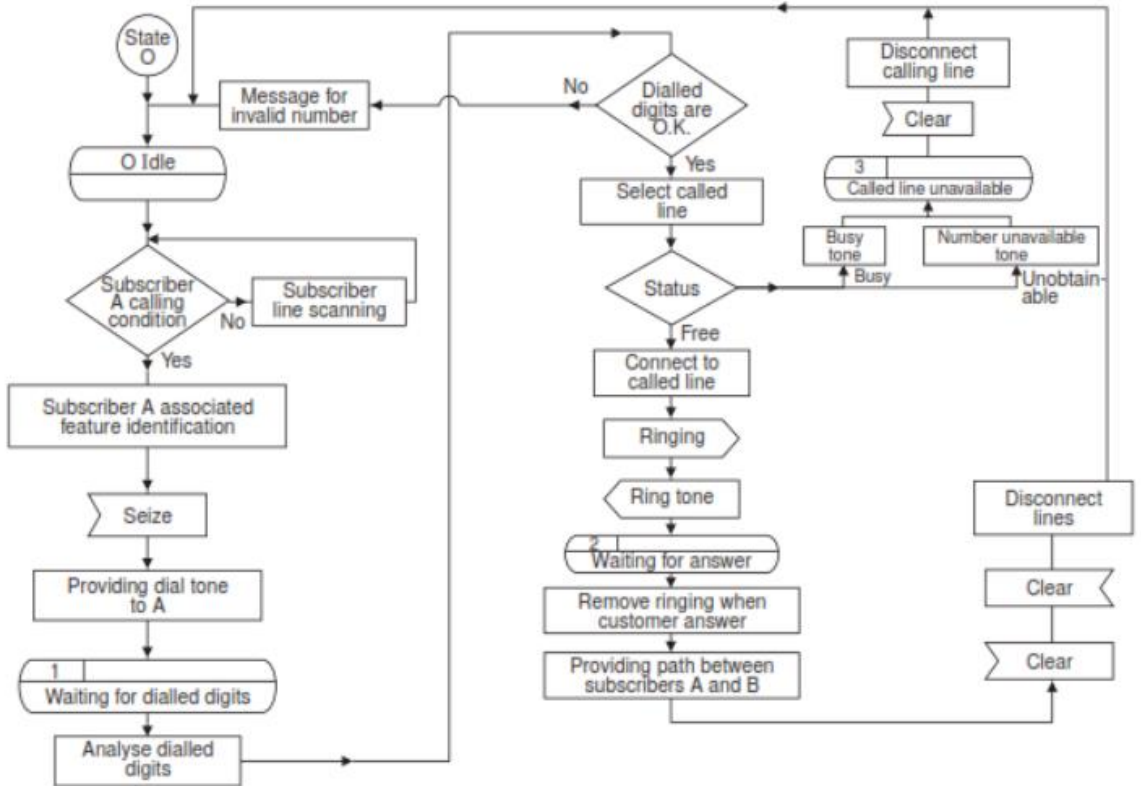 State
O
Message for
invalid number
O Idle
Subscriber
A calling
condition
No
Subscriber
line scanning
Yes
Subscriber A associated
feature identification
Seize
Providing dial tone
to A
1
Waiting for dialled digits
Analyse dialled
digits
No
Dialled
digits are
O.K.
Yes
Select called
line
Status
Free
Connect to
called line
Ringing
Ring tone
2
Waiting for answer
Remove ringing when
customer answer
Providing path between
subscribers A and B
Disconnect
calling line
Clear
3
Called line unavailable
Busy
tone
Number unavailable
tone
Busy
Unobtain-
able
Disconnect
lines
Clear
Clear